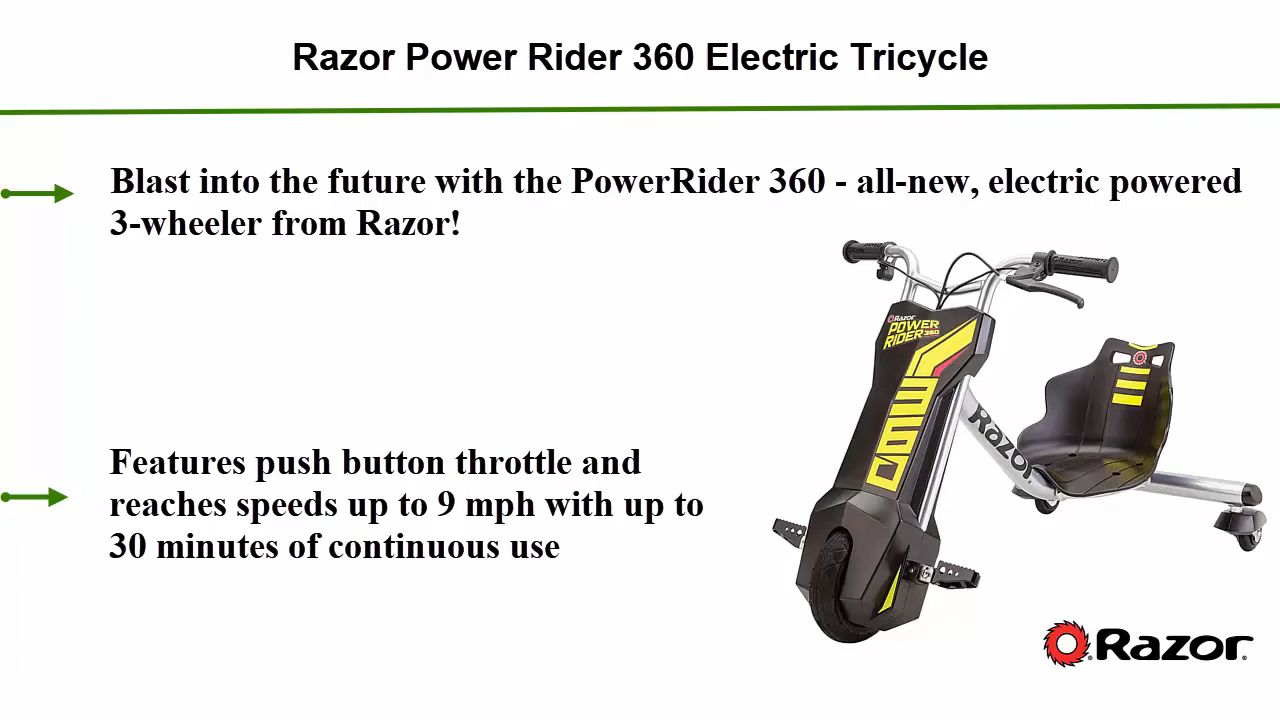 Razor Power Rider 360 Electric Tricycle
Blast into the future with the PowerRider 360 - all-new, electric powered
3-wheeler from Razor!
Features push button throttle and
reaches speeds up to 9 mph with up to
30 minutes of continuous use
Razor
POWER
RIDER 360
360
Razor
Razor